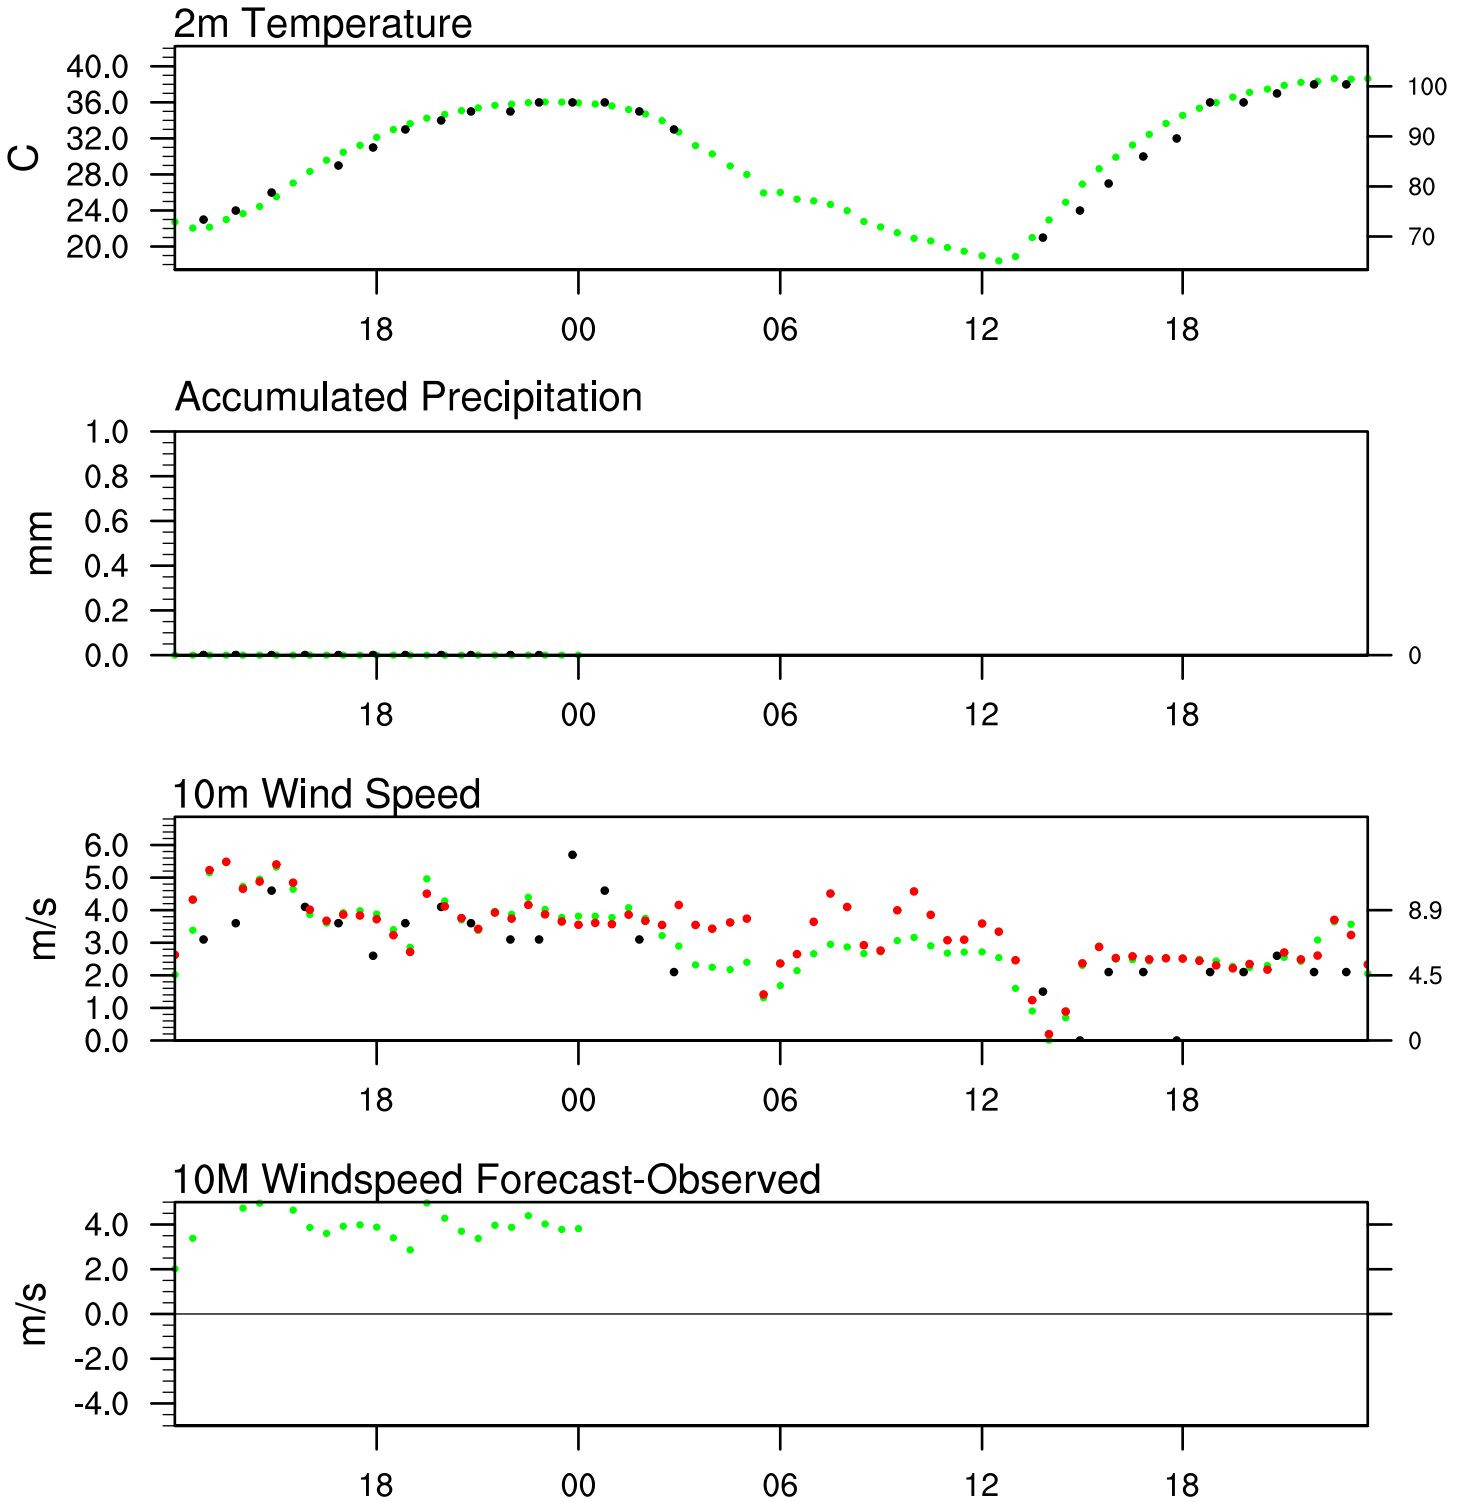 2m Temperature
40.0
36.0
32.0
28.0
24.0
20.0
C
100
90
80
70
18 00 06 12 18
Accumulated Precipitation
1.0
0.8
0.6
0.4
0.2
0.0
mm
0
18 00 06 12 18
10m Wind Speed
6.0
5.0
4.0
3.0
2.0
1.0
0.0
m/s
8.9
4.5
0
18 00 06 12 18
10M Windspeed Forecast-Observed
4.0
2.0
0.0
-2.0
-4.0
m/s
18 00 06 12 18